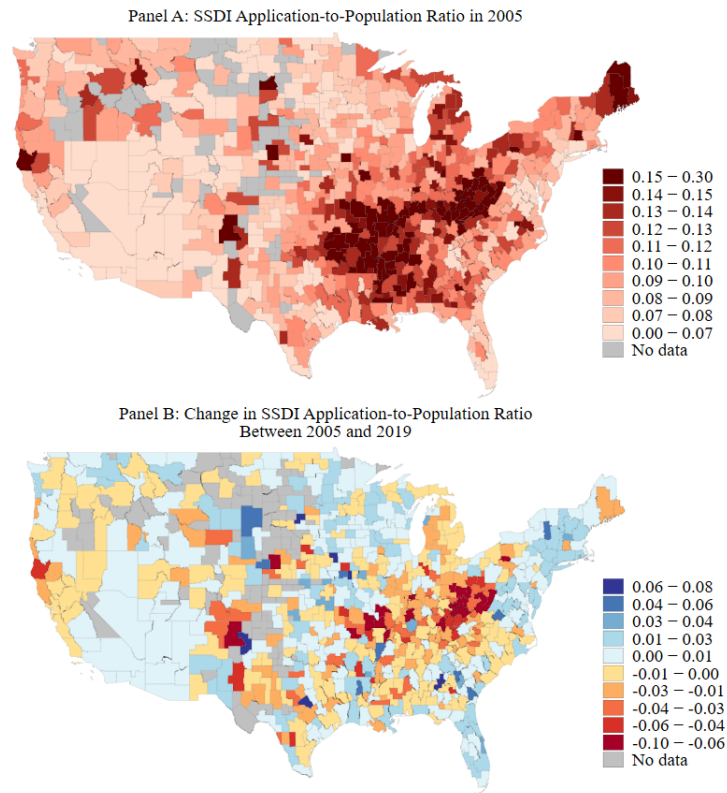 Panel A: SSDI Application-to-Population Ratio in 2005
0.15 – 0.30
0.14 – 0.15
0.13 – 0.14
0.12 – 0.13
0.11 – 0.12
0.10 – 0.11
0.09 – 0.10
0.08 – 0.09
0.07 – 0.08
0.00 – 0.07
No data
Panel B: Change in SSDI Application-to-Population Ratio
Between 2005 and 2019
0.06 – 0.08
0.04 – 0.06
0.03 – 0.04
0.01 – 0.03
0.00 – 0.01
-0.01 – 0.00
-0.03 – -0.01
-0.04 – -0.03
-0.06 – -0.04
-0.10 – -0.06
No data